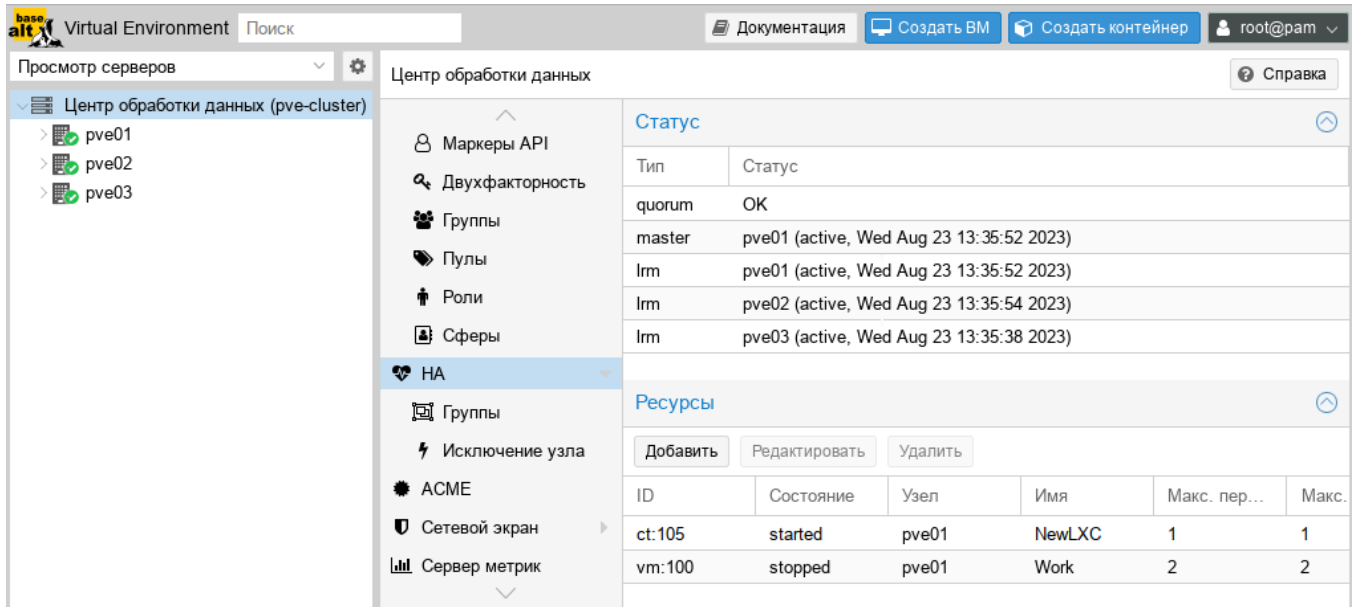 base alt Virtual Environment Поиск Документация Создать ВМ Создать контейнер root@pam
Просмотр серверов
Центр обработки данных (pve-cluster)
pve01
pve02
pve03
Центр обработки данных Справка
Маркеры API
Двухфакторность
Группы
Пулы
Роли
Сферы
HA
Группы
Исключение узла
ACME
Сетевой экран
Сервер метрик
Статус
Тип Статус
quorum OK
master pve01 (active, Wed Aug 23 13:35:52 2023)
lrm pve01 (active, Wed Aug 23 13:35:52 2023)
lrm pve02 (active, Wed Aug 23 13:35:54 2023)
lrm pve03 (active, Wed Aug 23 13:35:38 2023)
Ресурсы
Добавить Редактировать Удалить
ID Состояние Узел Имя Макс. пер... Макс.
ct:105 started pve01 NewLXC 1 1
vm:100 stopped pve01 Work 2 2